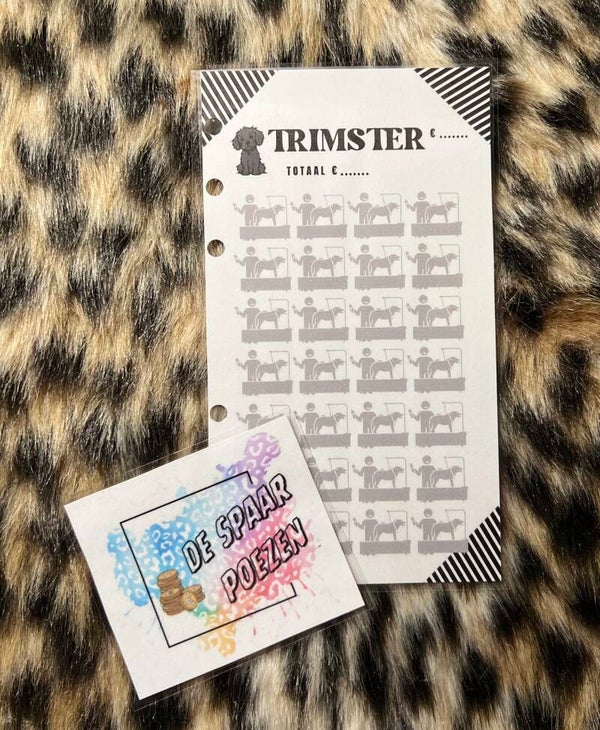 TRIMSTER €.......
TOTAAL €.......
DE SPAAR
POEZEN